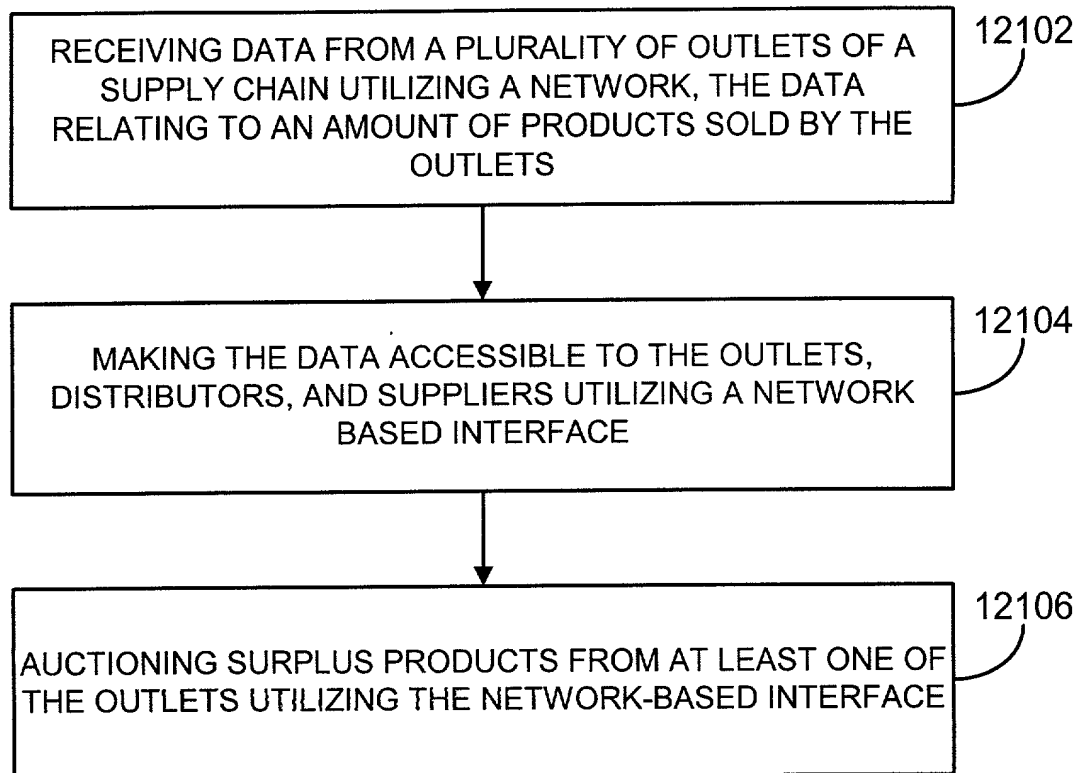 12102
RECEIVING DATA FROM A PLURALITY OF OUTLETS OF A
SUPPLY CHAIN UTILIZING A NETWORK, THE DATA
RELATING TO AN AMOUNT OF PRODUCTS SOLD BY THE
OUTLETS
12104
MAKING THE DATA ACCESSIBLE TO THE OUTLETS,
DISTRIBUTORS, AND SUPPLIERS UTILIZING A NETWORK
BASED INTERFACE
12106
AUCTIONING SURPLUS PRODUCTS FROM AT LEAST ONE OF
THE OUTLETS UTILIZING THE NETWORK-BASED INTERFACE